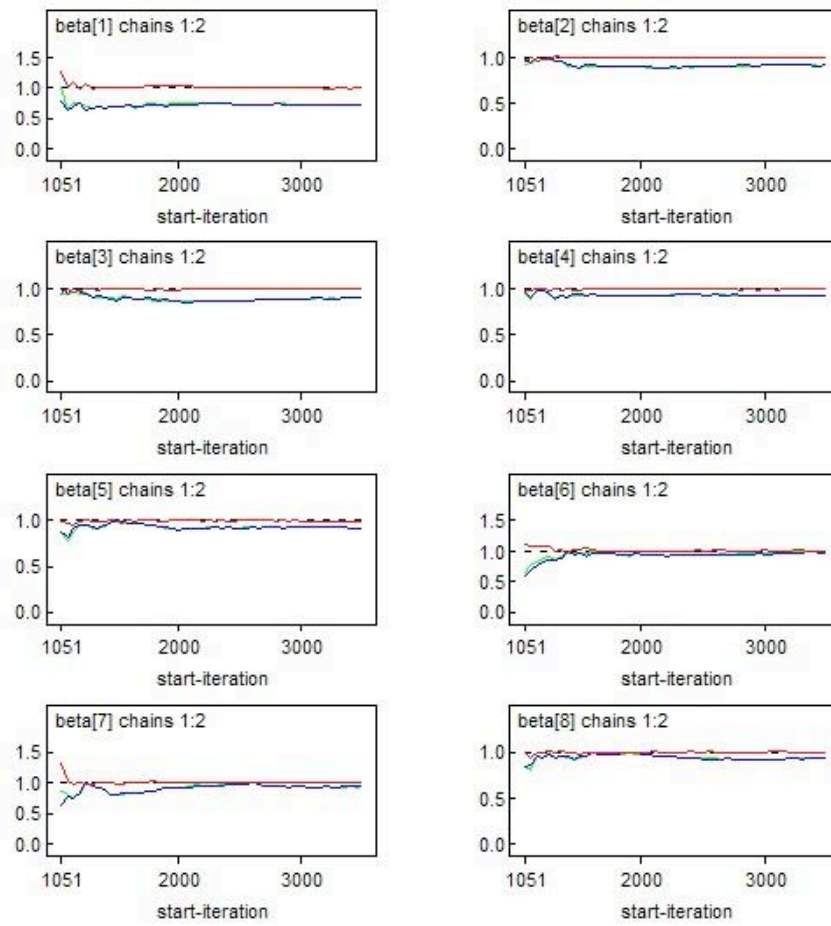 beta[1] chains 1:2
1.5
1.0
0.5
0.0
1051 2000 3000
start-iteration
beta[2] chains 1:2
1.0
0.5
0.0
1051 2000 3000
start-iteration
beta[3] chains 1:2
1.0
0.5
0.0
1051 2000 3000
start-iteration
beta[4] chains 1:2
1.0
0.5
0.0
1051 2000 3000
start-iteration
beta[5] chains 1:2
1.0
0.5
0.0
1051 2000 3000
start-iteration
beta[6] chains 1:2
1.5
1.0
0.5
0.0
1051 2000 3000
start-iteration
beta[7] chains 1:2
1.5
1.0
0.5
0.0
1051 2000 3000
start-iteration
beta[8] chains 1:2
1.0
0.5
0.0
1051 2000 3000
start-iteration